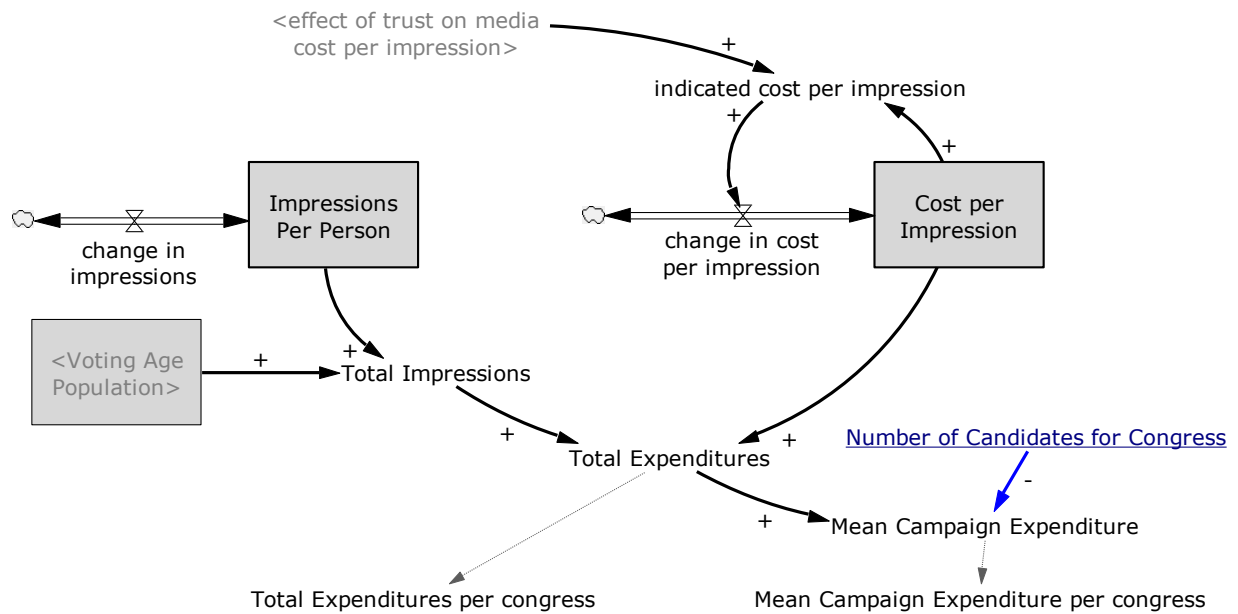 <effect of trust on media
cost per impression>
+
indicated cost per impression
+
+
Impressions
Per Person
Cost per
Impression
change in
impressions
change in cost
per impression
<Voting Age
Population>
+
+
Total Impressions
+
+
Number of Candidates for Congress
Total Expenditures
-
+
Mean Campaign Expenditure
Total Expenditures per congress
Mean Campaign Expenditure per congress